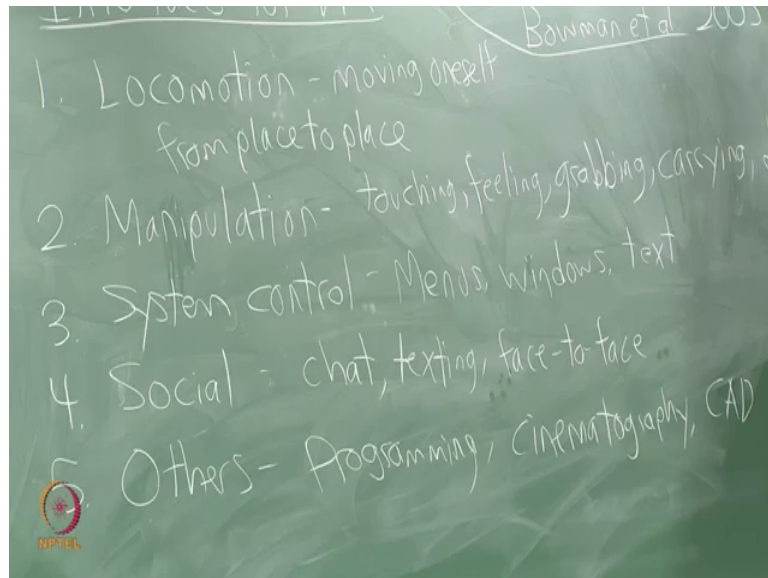 Bowman et al 2005
1. Locomotion - moving oneself
from place to place
2. Manipulation - touching, feeling, grabbing, carrying,
3. System control - Menus, windows, text
4. Social - chat, texting, face-to-face
5. Others - Programming, cinematography, CAD
NPTEL